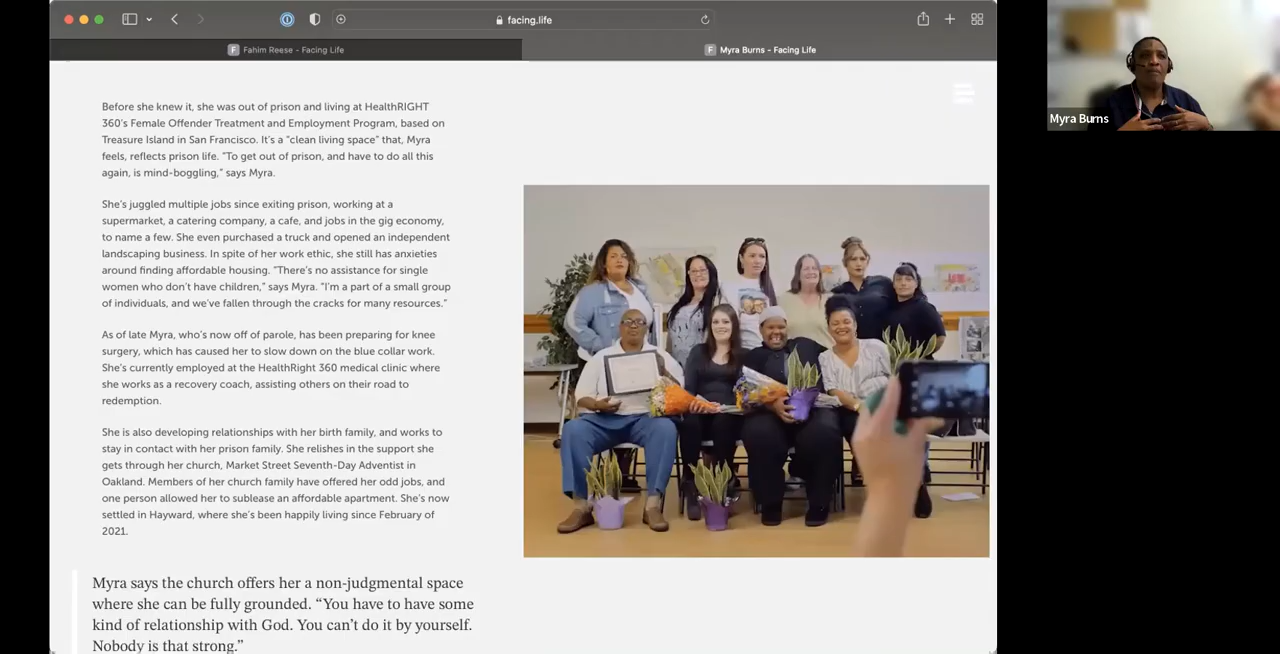 facing.life
F Fahim Reese - Facing Life
F Myra Burns - Facing Life
Before she knew it, she was out of prison and living at HealthRIGHT
360's Female Offender Treatment and Employment Program, based on
Treasure Island in San Francisco. It's a "clean living space" that, Myra
feels, reflects prison life. "To get out of prison, and have to do all this
again, is mind-boggling," says Myra.
She's juggled multiple jobs since exiting prison, working at a
supermarket, a catering company, a cafe, and jobs in the gig economy,
to name a few. She even purchased a truck and opened an independent
landscaping business. In spite of her work ethic, she still has anxieties
around finding affordable housing. "There's no assistance for single
women who don't have children," says Myra. "I'm a part of a small group
of individuals, and we've fallen through the cracks for many resources."
As of late Myra, who's now off of parole, has been preparing for knee
surgery, which has caused her to slow down on the blue collar work.
She's currently employed at the HealthRight 360 medical clinic where
she works as a recovery coach, assisting others on their road to
redemption.
She is also developing relationships with her birth family, and works to
stay in contact with her prison family. She relishes in the support she
gets through her church, Market Street Seventh-Day Adventist in
Oakland. Members of her church family have offered her odd jobs, and
one person allowed her to sublease an affordable apartment. She's now
settled in Hayward, where she's been happily living since February of
2021.
Myra says the church offers her a non-judgmental space
where she can be fully grounded. “You have to have some
kind of relationship with God. You can’t do it by yourself.
Nobody is that strong.”
Myra Burns